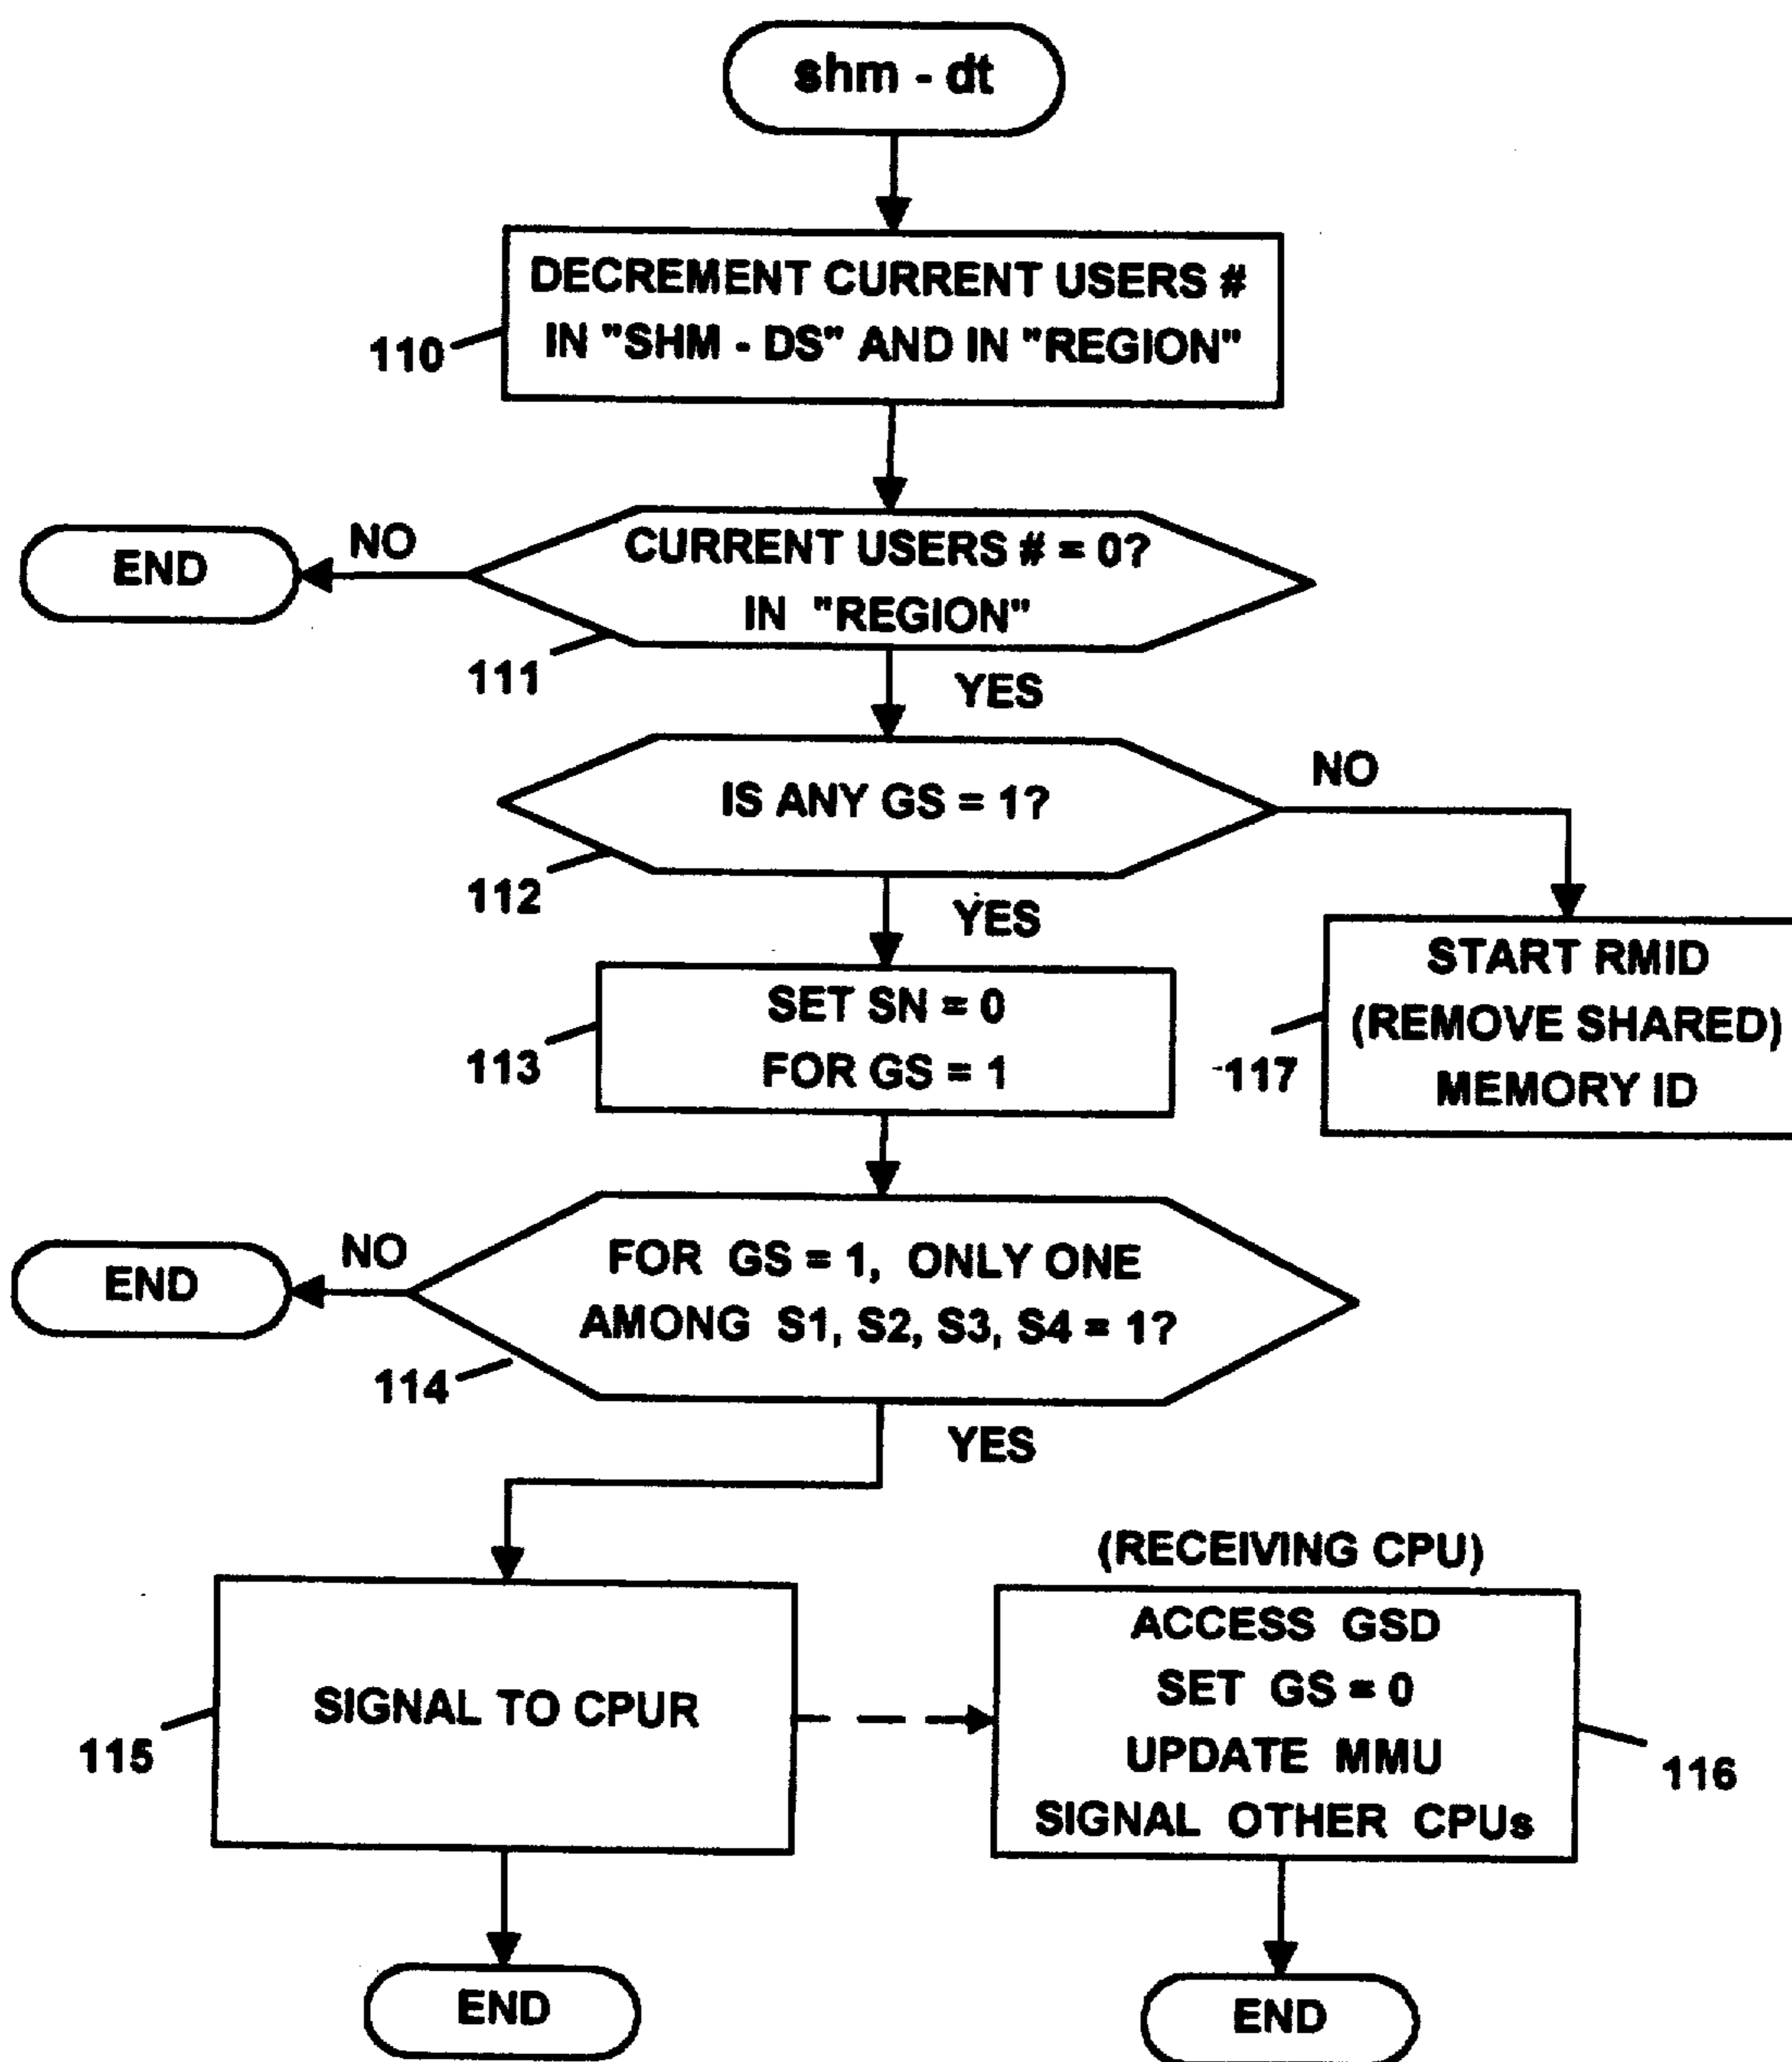 shm - dt
DECREMENT CURRENT USERS #
IN "SHM - DS" AND IN "REGION"
110
END
NO
CURRENT USERS # = 0?
IN "REGION"
111
YES
IS ANY GS = 1?
NO
112
YES
SET SN = 0
FOR GS = 1
113
START RMID
(REMOVE SHARED)
MEMORY ID
117
END
NO
FOR GS = 1, ONLY ONE
AMONG S1, S2, S3, S4 = 1?
114
YES
SIGNAL TO CPUR
115
(RECEIVING CPU)
ACCESS GSD
SET GS = 0
UPDATE MMU
SIGNAL OTHER CPUs
116
END
END